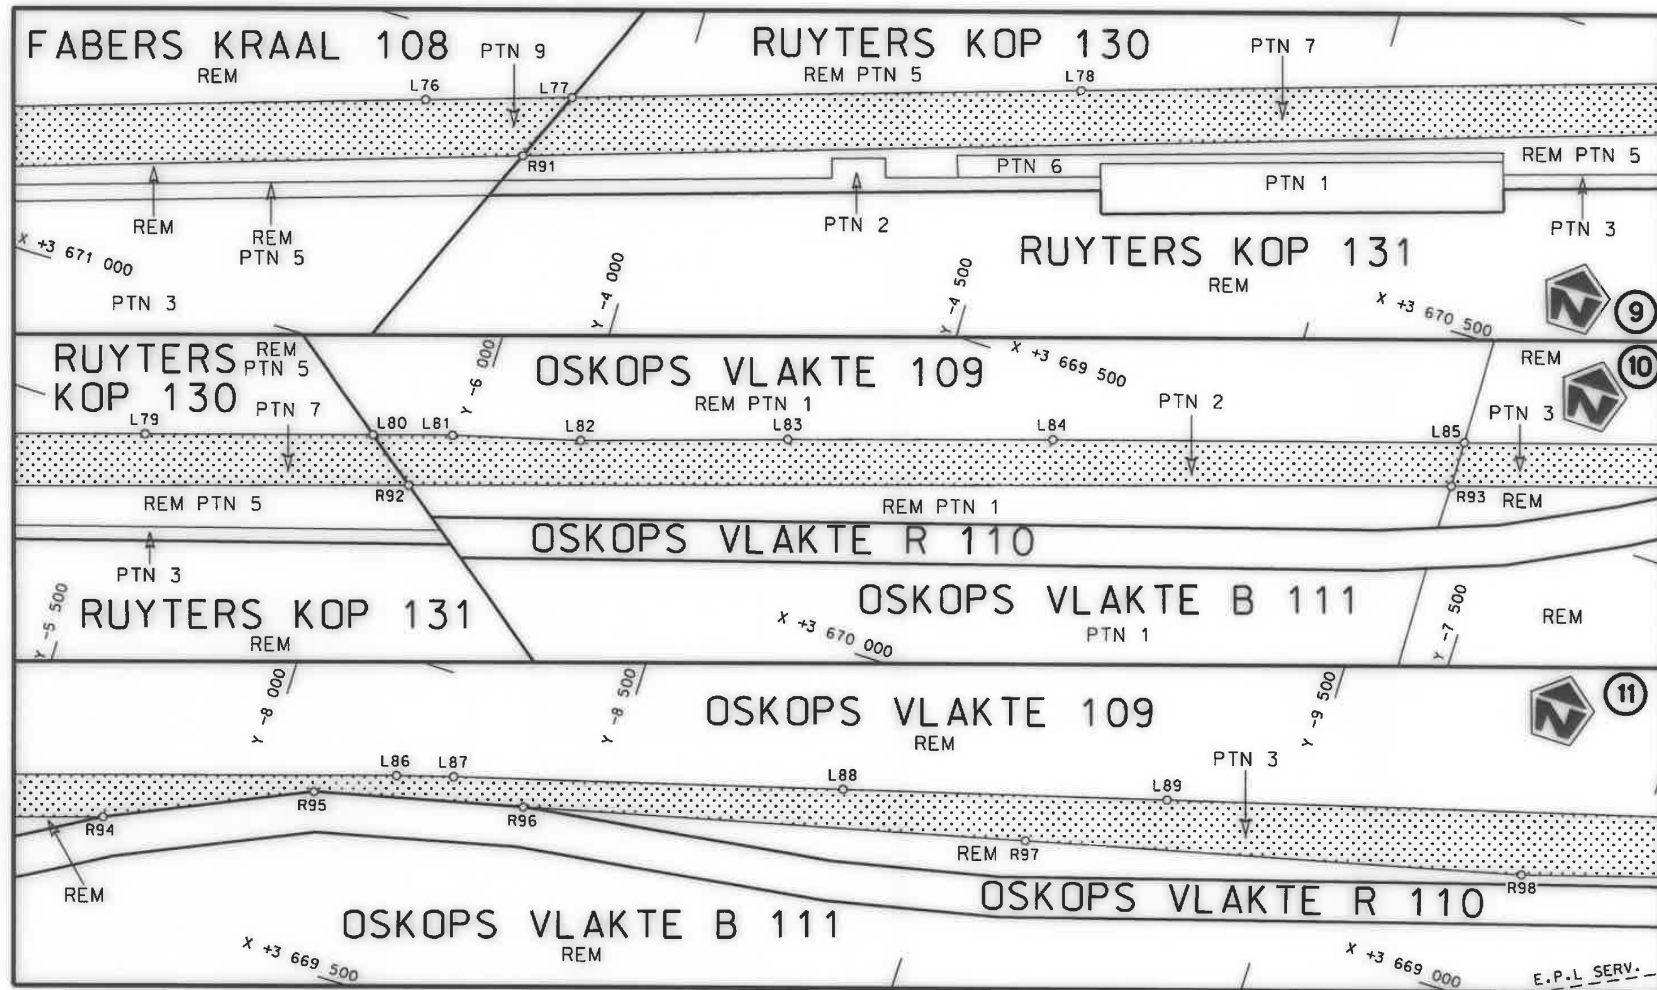 FABERS KRAAL 108
REM
PTN 9
RUYTERS KOP 130
REM PTN 5
PTN 7
L76
L77
L78
R91
PTN 6
PTN 1
REM PTN 5
REM
REM
PTN 5
PTN 2
PTN 3
X +3 671 000
PTN 3
Y -4 000
Y -4 500
RUYTERS KOP 131
REM
X +3 670 500
N
9
RUYTERS
KOP 130
REM
PTN 5
PTN 7
Y -6 000
OSKOPS VLAKTE 109
REM PTN 1
X +3 669 500
PTN 2
REM
PTN 3
N
10
L79
L80
L81
L82
L83
L84
L85
R92
R93
REM PTN 5
REM PTN 1
REM
OSKOPS VLAKTE R 110
PTN 3
Y -5 500
RUYTERS KOP 131
REM
X +3 670 000
OSKOPS VLAKTE B 111
PTN 1
Y -7 500
REM
Y -8 000
Y -8 500
OSKOPS VLAKTE 109
REM
Y -9 500
PTN 3
N
11
L86
L87
L88
L89
R94
R95
R96
REM
R97
R98
REM
OSKOPS VLAKTE R 110
OSKOPS VLAKTE B 111
REM
X +3 669 500
X +3 669 000
E.P.L SERV.